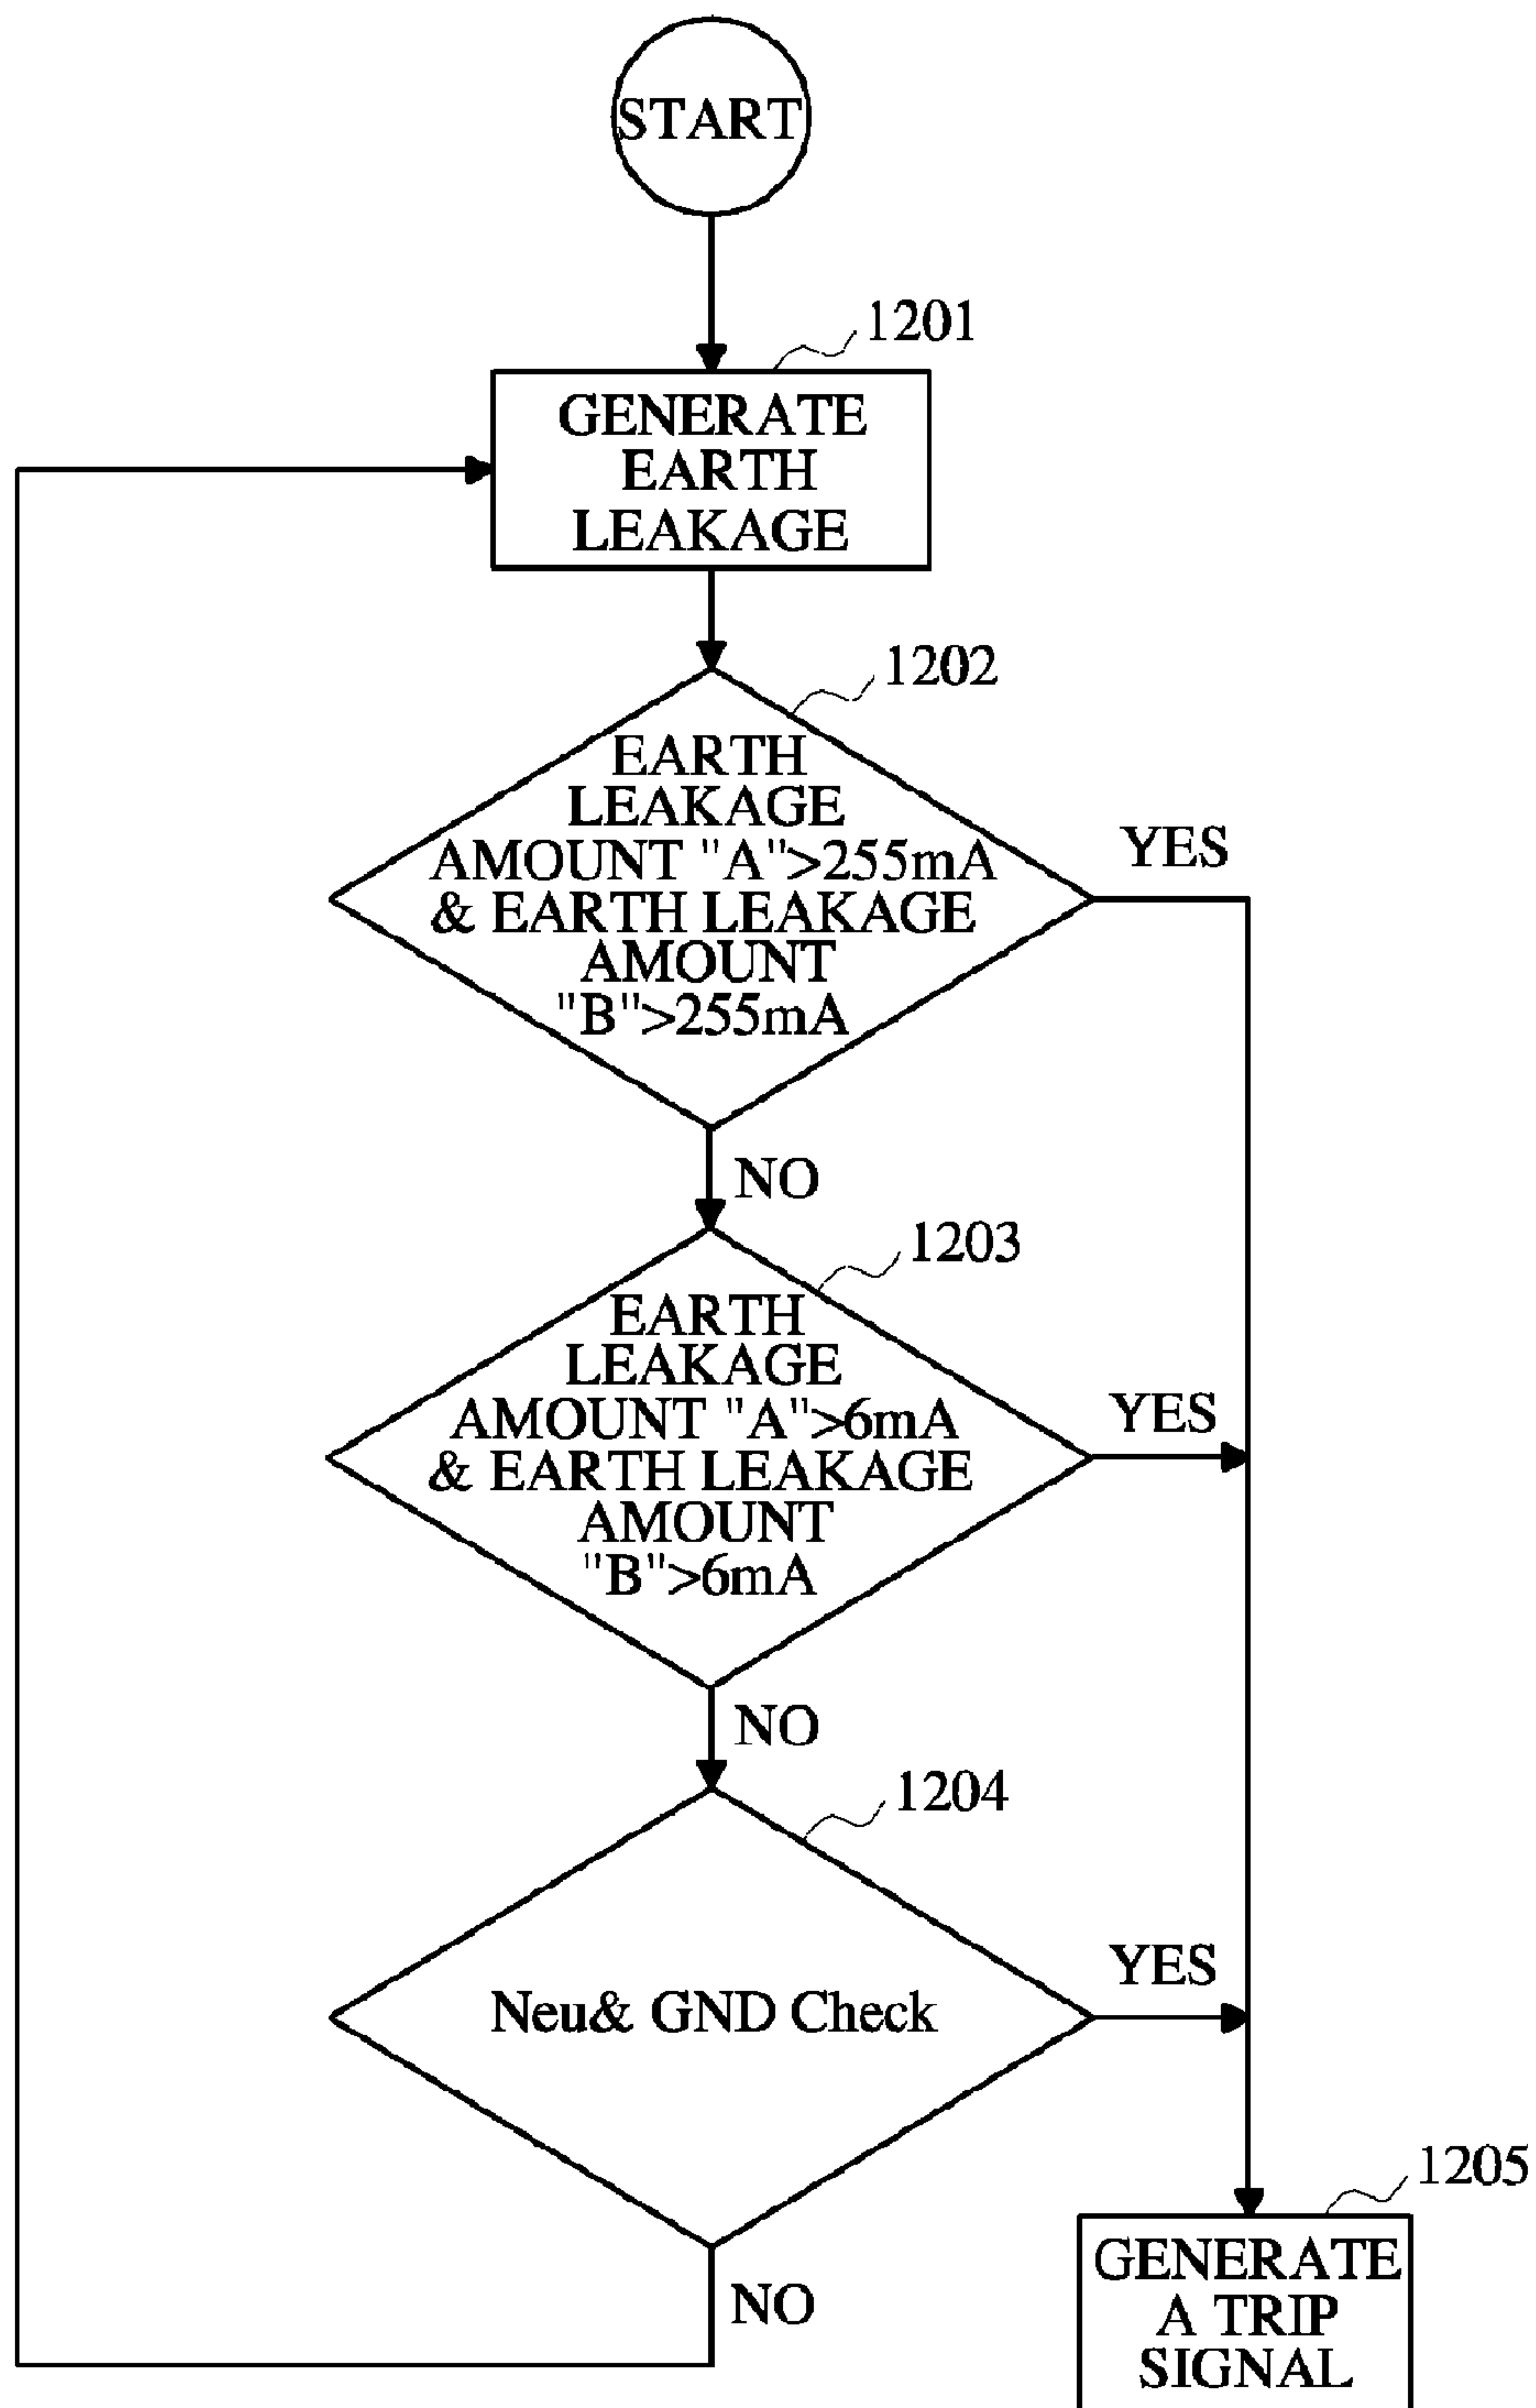 START
1201
GENERATE
EARTH
LEAKAGE
1202
EARTH
LEAKAGE
AMOUNT "A">255mA
& EARTH LEAKAGE
AMOUNT
"B">255mA
YES
NO
1203
EARTH
LEAKAGE
AMOUNT "A">6mA
& EARTH LEAKAGE
AMOUNT
"B">6mA
YES
NO
1204
Neu& GND Check
YES
NO
1205
GENERATE
A TRIP
SIGNAL